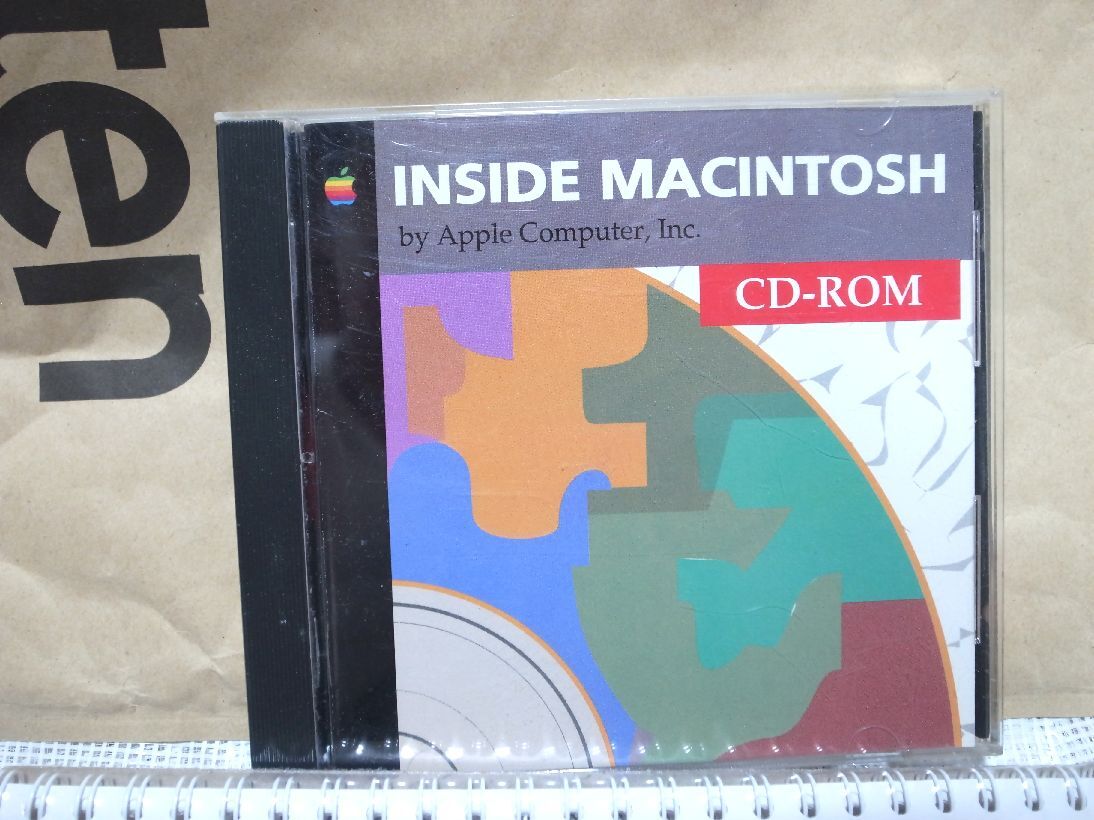 ten
INSIDE MACINTOSH
by Apple Computer, Inc.
CD-ROM